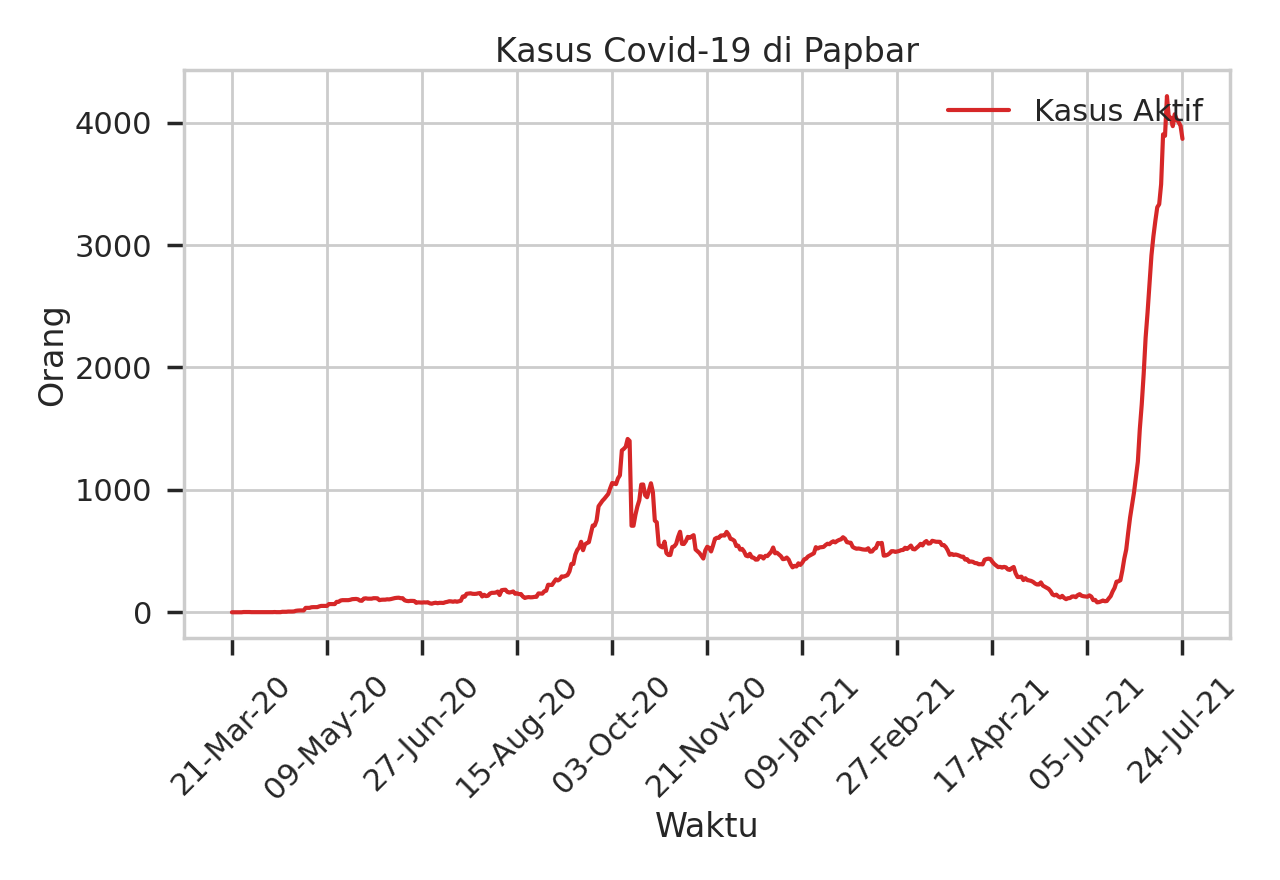 Kasus Covid-19 di Papbar
Kasus Aktif
4000
3000
2000
1000
0
Orang
21-Mar-20
09-May-20
27-Jun-20
15-Aug-20
03-Oct-20
21-Nov-20
09-Jan-21
27-Feb-21
17-Apr-21
05-Jun-21
24-Jul-21
Waktu